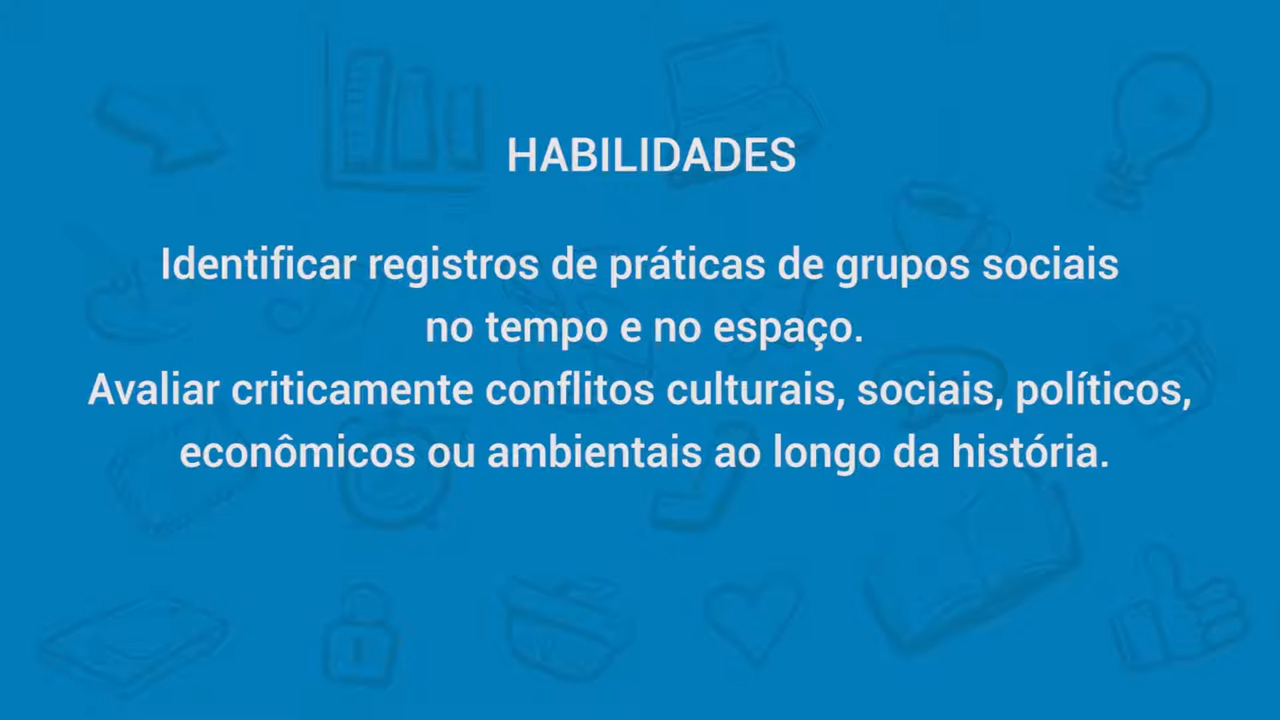 HABILIDADES
Identificar registros de práticas de grupos sociais
no tempo e no espaço.
Avaliar criticamente conflitos culturais, sociais, políticos,
econômicos ou ambientais ao longo da história.